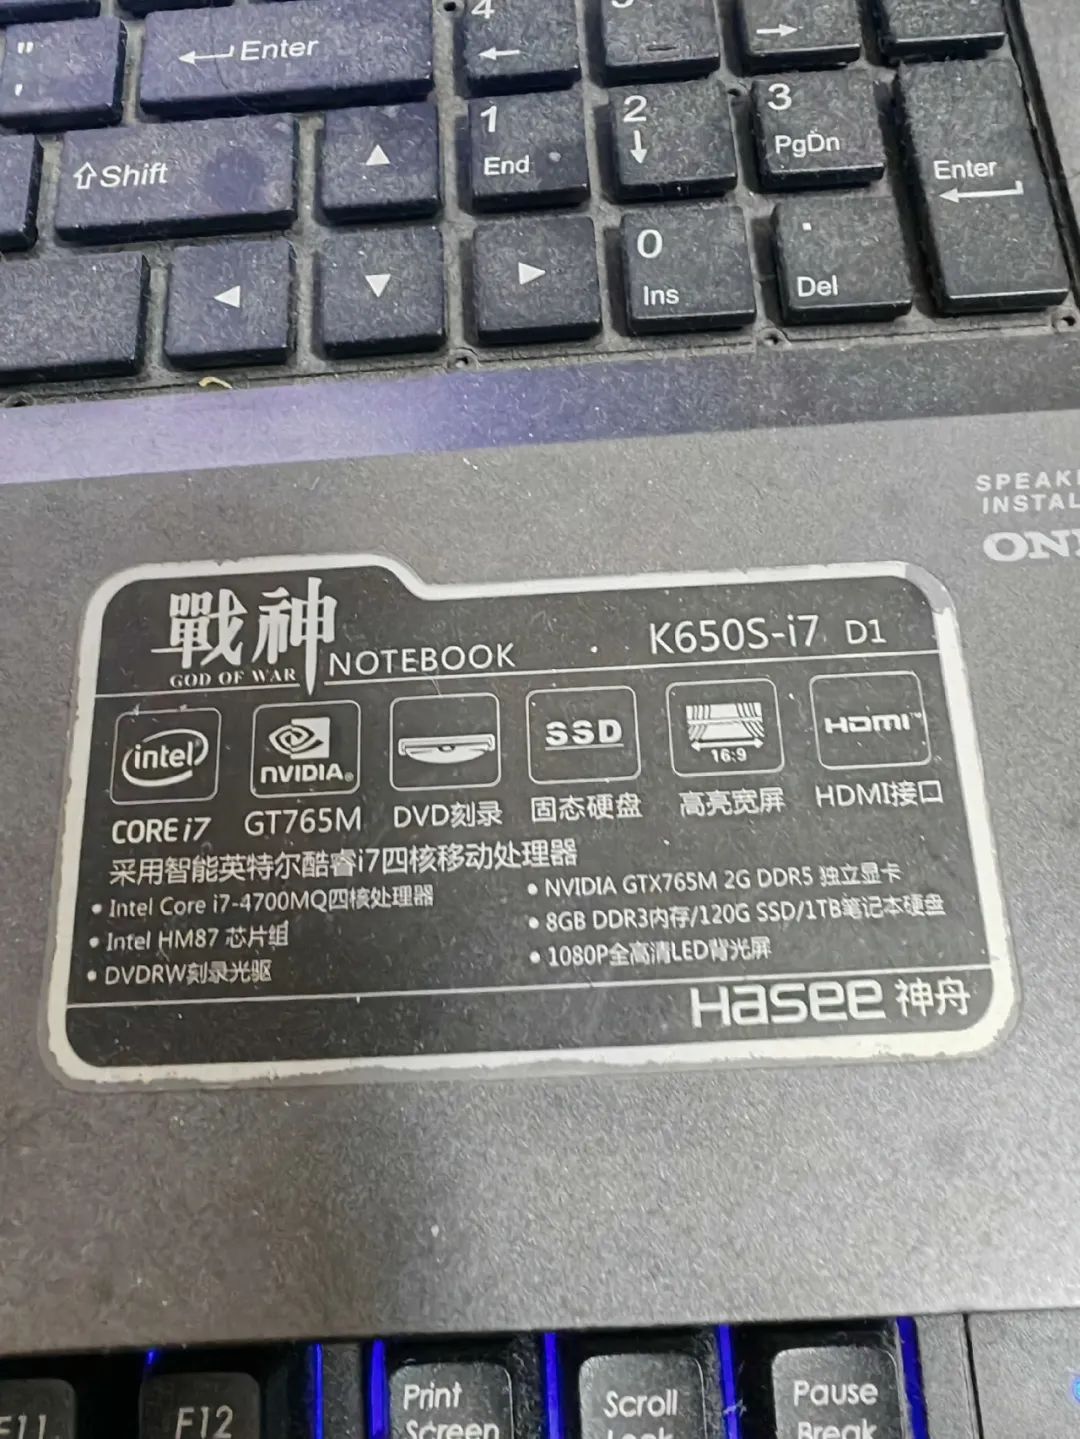 "
'
Enter
4
Shift
1
End
2
3
PgDn
Enter
0
Ins
.
Del
戰神
GOD OF WAR
NOTEBOOK
K650S-i7 D1
intel
NVIDIA
SSD
16:9
HDMI
CORE i7
GT765M
DVD刻录
固态硬盘
高亮宽屏
HDMI接口
采用智能英特尔酷睿i7四核移动处理器
• Intel Core i7-4700MQ四核处理器
• Intel HM87 芯片组
• DVDRW刻录光驱
• NVIDIA GTX765M 2G DDR5 独立显卡
• 8GB DDR3内存/120G SSD/1TB笔记本硬盘
• 1080P全高清LED背光屏
Hasee 神舟
F11
F12
Print
Screen
Scroll
Lock
Pause
Break